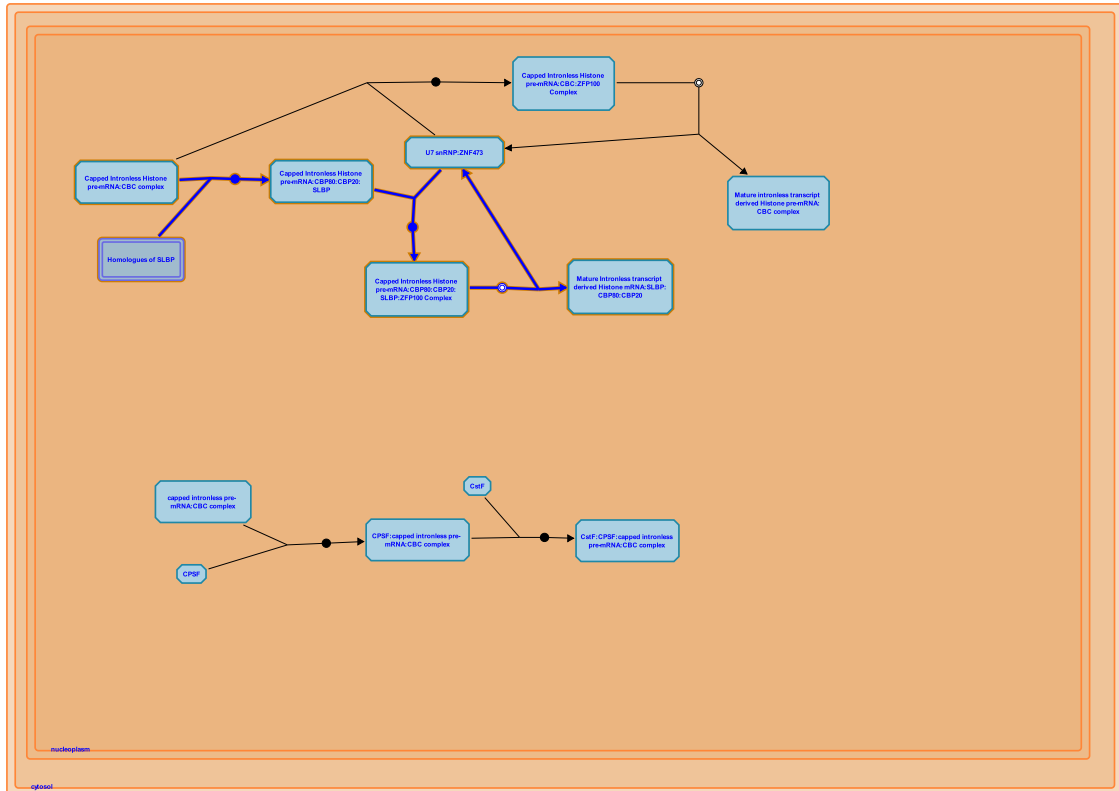 Capped Intronless Histone
pre-mRNA:CBC:ZFP100
Complex
U7 snRNP:ZNF473
Capped Intronless Histone
pre-mRNA:CBC complex
Capped Intronless Histone
pre-mRNA:CBP80:CBP20:
SLBP
Mature intronless transcript
derived Histone pre-mRNA:
CBC complex
Homologues of SLBP
Capped Intronless Histone
pre-mRNA:CBP80:CBP20:
SLBP:ZFP100 Complex
Mature Intronless transcript
derived Histone mRNA:SLBP:
CBP80:CBP20
capped intronless pre-
mRNA:CBC complex
CstF
CPSF:capped intronless pre-
mRNA:CBC complex
CstF:CPSF:capped intronless
pre-mRNA:CBC complex
CPSF
nucleoplasm
cytosol